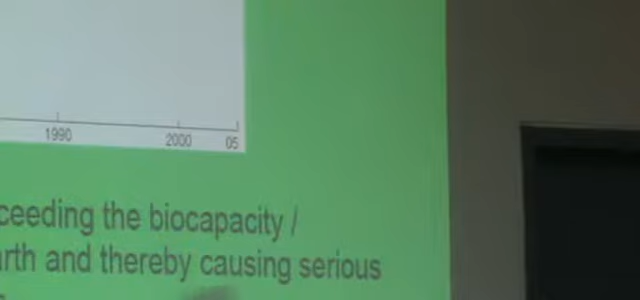 1990 2000 05
ceeding the biocapacity /
rth and thereby causing serious